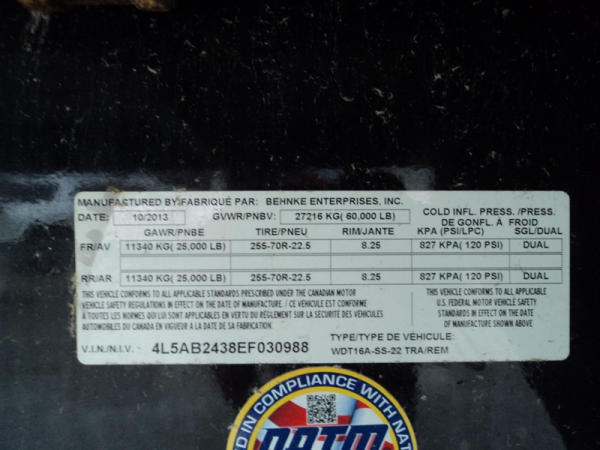 MANUFACTURED BY/FABRIQUÉ PAR: BEHNKE ENTERPRISES, INC.
DATE: 10/2013 GVWR/PNBV: 27216 KG( 60,000 LB) COLD INFL. PRESS./PRESS. DE GONFL. À FROID
GAWR/PNBE TIRE/PNEU RIM/JANTE KPA (PSI/LPC) SGL/DUAL
FR/AV 11340 KG( 25,000 LB) 255-70R-22.5 8.25 827 KPA( 120 PSI) DUAL
RR/AR 11340 KG( 25,000 LB) 255-70R-22.5 8.25 827 KPA( 120 PSI) DUAL
THIS VEHICLE CONFORMS TO ALL APPLICABLE STANDARDS PRESCRIBED UNDER THE CANADIAN MOTOR
VEHICLE SAFETY REGULATIONS IN EFFECT ON THE DATE OF MANUFACTURE. / CE VÉHICULE EST CONFORME
À TOUTES LES NORMES QUI LUI SONT APPLICABLES EN VERTU DU RÈGLEMENT SUR LA SÉCURITÉ DES VÉHICULES
AUTOMOBILES DU CANADA EN VIGUEUR À LA DATE DE SA FABRICATION.
THIS VEHICLE CONFORMS TO ALL APPLICABLE
U.S. FEDERAL MOTOR VEHICLE SAFETY
STANDARDS IN EFFECT ON THE DATE
OF MANUFACTURE SHOWN ABOVE.
V.I.N./N.I.V. · 4L5AB2438EF030988
TYPE/TYPE DE VÉHICULE:
WDT16A-SS-22 TRA/REM
IN COMPLIANCE WITH
NATM